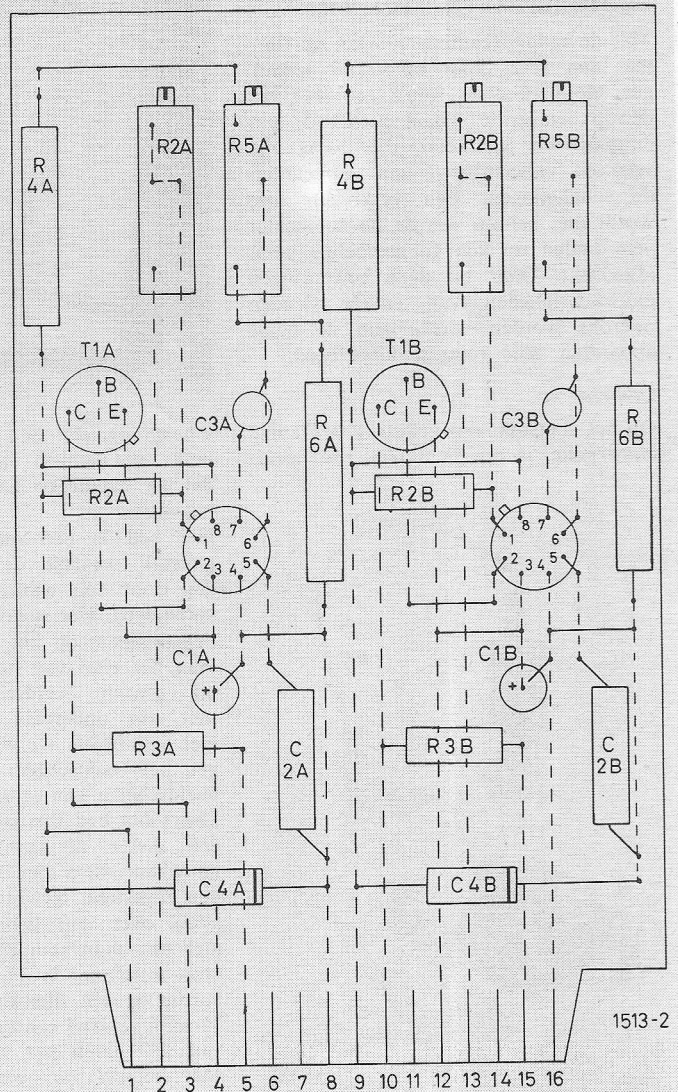 R2A R5A R2B R5B
R R
4A 4B
T1A T1B
B B
C E C3A C E C3B
R R
6A 6B
R2A R2B
8 7 8 7
1 6 1 6
2 3 4 5 2 3 4 5
C1A C1B
+ +
R3A C R3B C
2A 2B
C4A C4B
1513-2
1 2 3 4 5 6 7 8 9 10 11 12 13 14 15 16